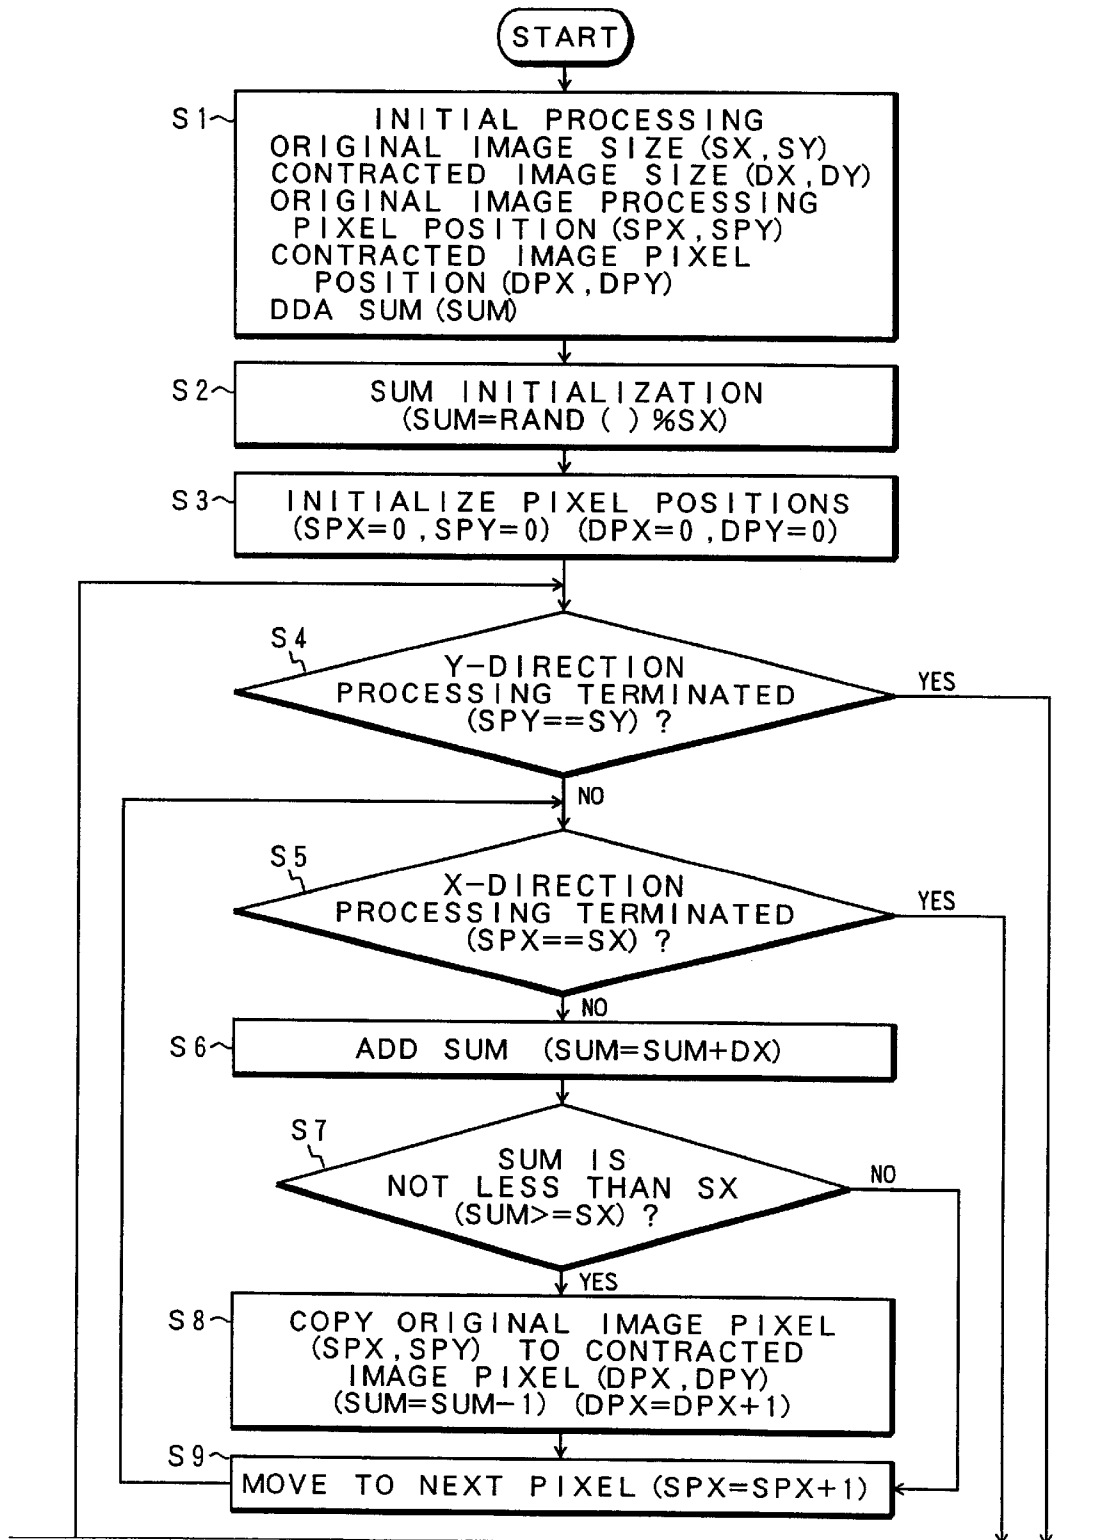 START
S1
INITIAL PROCESSING
ORIGINAL IMAGE SIZE (SX,SY)
CONTRACTED IMAGE SIZE (DX,DY)
ORIGINAL IMAGE PROCESSING
PIXEL POSITION (SPX,SPY)
CONTRACTED IMAGE PIXEL
POSITION (DPX,DPY)
DDA SUM (SUM)
S2
SUM INITIALIZATION
(SUM=RAND ( ) %SX)
S3
INITIALIZE PIXEL POSITIONS
(SPX=0 ,SPY=0) (DPX=0 ,DPY=0)
S4
Y-DIRECTION
PROCESSING TERMINATED
(SPY==SY) ?
YES
NO
S5
X-DIRECTION
PROCESSING TERMINATED
(SPX==SX) ?
YES
NO
S6
ADD SUM (SUM=SUM+DX)
S7
SUM IS
NOT LESS THAN SX
(SUM>=SX) ?
NO
YES
S8
COPY ORIGINAL IMAGE PIXEL
(SPX,SPY) TO CONTRACTED
IMAGE PIXEL (DPX,DPY)
(SUM=SUM-1) (DPX=DPX+1)
S9
MOVE TO NEXT PIXEL (SPX=SPX+1)